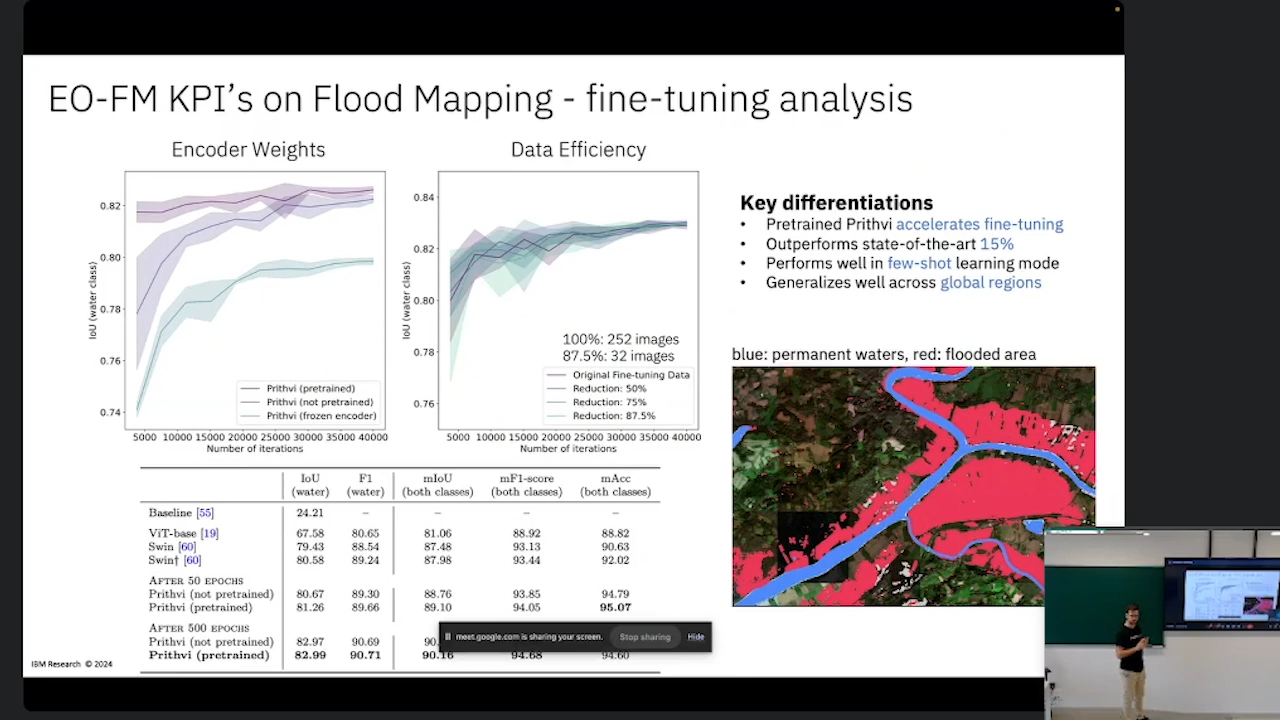 EO-FM KPI's on Flood Mapping - fine-tuning analysis
Encoder Weights
0.82
0.80
0.78
0.76
0.74
IoU (water class)
5000 10000 15000 20000 25000 30000 35000 40000
Number of iterations
Prithvi (pretrained)
Prithvi (not pretrained)
Prithvi (frozen encoder)
Data Efficiency
0.84
0.82
0.80
0.78
0.76
IoU (water class)
5000 10000 15000 20000 25000 30000 35000 40000
Number of iterations
100%: 252 images
87.5%: 32 images
Original Fine-tuning Data
Reduction: 50%
Reduction: 75%
Reduction: 87.5%
Key differentiations
• Pretrained Prithvi accelerates fine-tuning
• Outperforms state-of-the-art 15%
• Performs well in few-shot learning mode
• Generalizes well across global regions
blue: permanent waters, red: flooded area
IoU F1 mIoU mF1-score mAcc
(water) (water) (both classes) (both classes) (both classes)
Baseline [55] 24.21 – – – –
ViT-base [19] 67.58 80.65 81.06 88.92 88.82
Swin [60] 79.43 88.54 87.48 93.13 90.63
Swin† [60] 80.58 89.24 87.98 93.44 92.02
AFTER 50 EPOCHS
Prithvi (not pretrained) 80.67 89.30 88.76 93.85 94.79
Prithvi (pretrained) 81.26 89.66 89.10 94.05 95.07
AFTER 500 EPOCHS
Prithvi (not pretrained) 82.97 90.69 90.
Prithvi (pretrained) 82.99 90.71 90.16 94.68 94.60
meet.google.com is sharing your screen. Stop sharing Hide
IBM Research © 2024